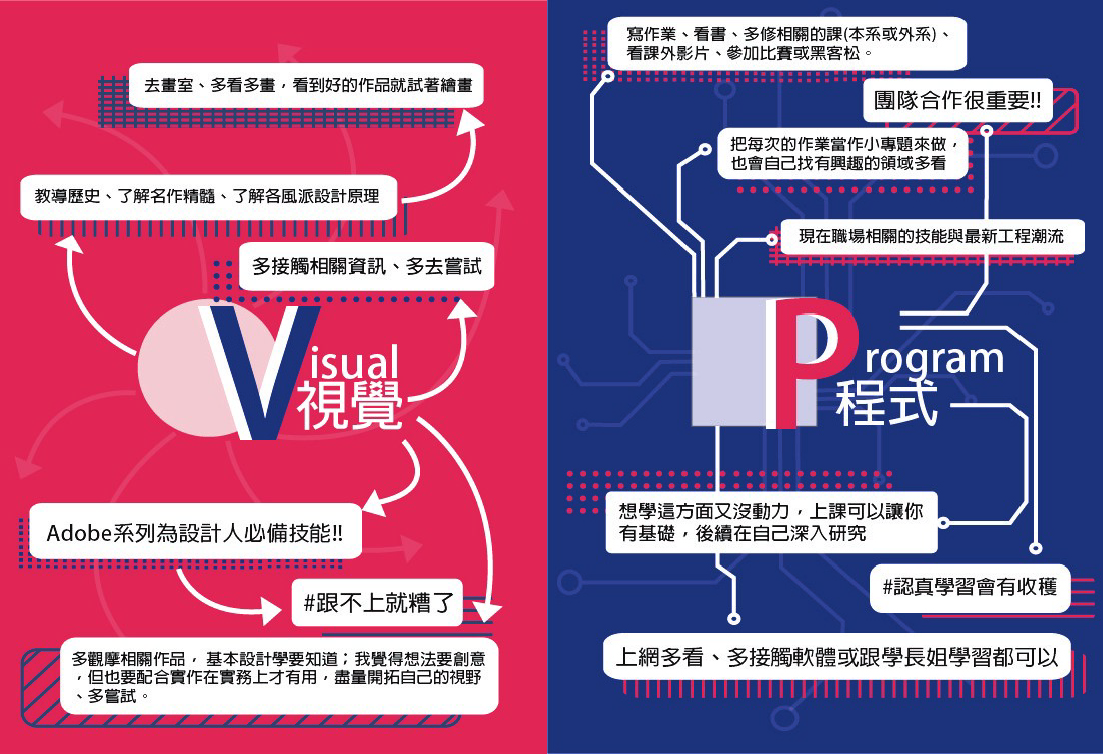 去畫室、多看多畫，看到好的作品就試著繪畫
教導歷史、了解名作精髓、了解各風派設計原理
多接觸相關資訊、多去嘗試
Visual
視覺
Adobe系列為設計人必備技能!!
#跟不上就糟了
多觀摩相關作品， 基本設計學要知道；我覺得想法要創意
，但也要配合實作在實務上才有用，盡量開拓自己的視野
、多嘗試。
寫作業、看書、多修相關的課(本系或外系)、
看課外影片、參加比賽或黑客松。
團隊合作很重要!!
把每次的作業當作小專題來做，
也會自己找有興趣的領域多看
現在職場相關的技能與最新工程潮流
Program
程式
想學這方面又沒動力，上課可以讓你
有基礎，後續在自己深入研究
#認真學習會有收穫
上網多看、多接觸軟體或跟學長姐學習都可以